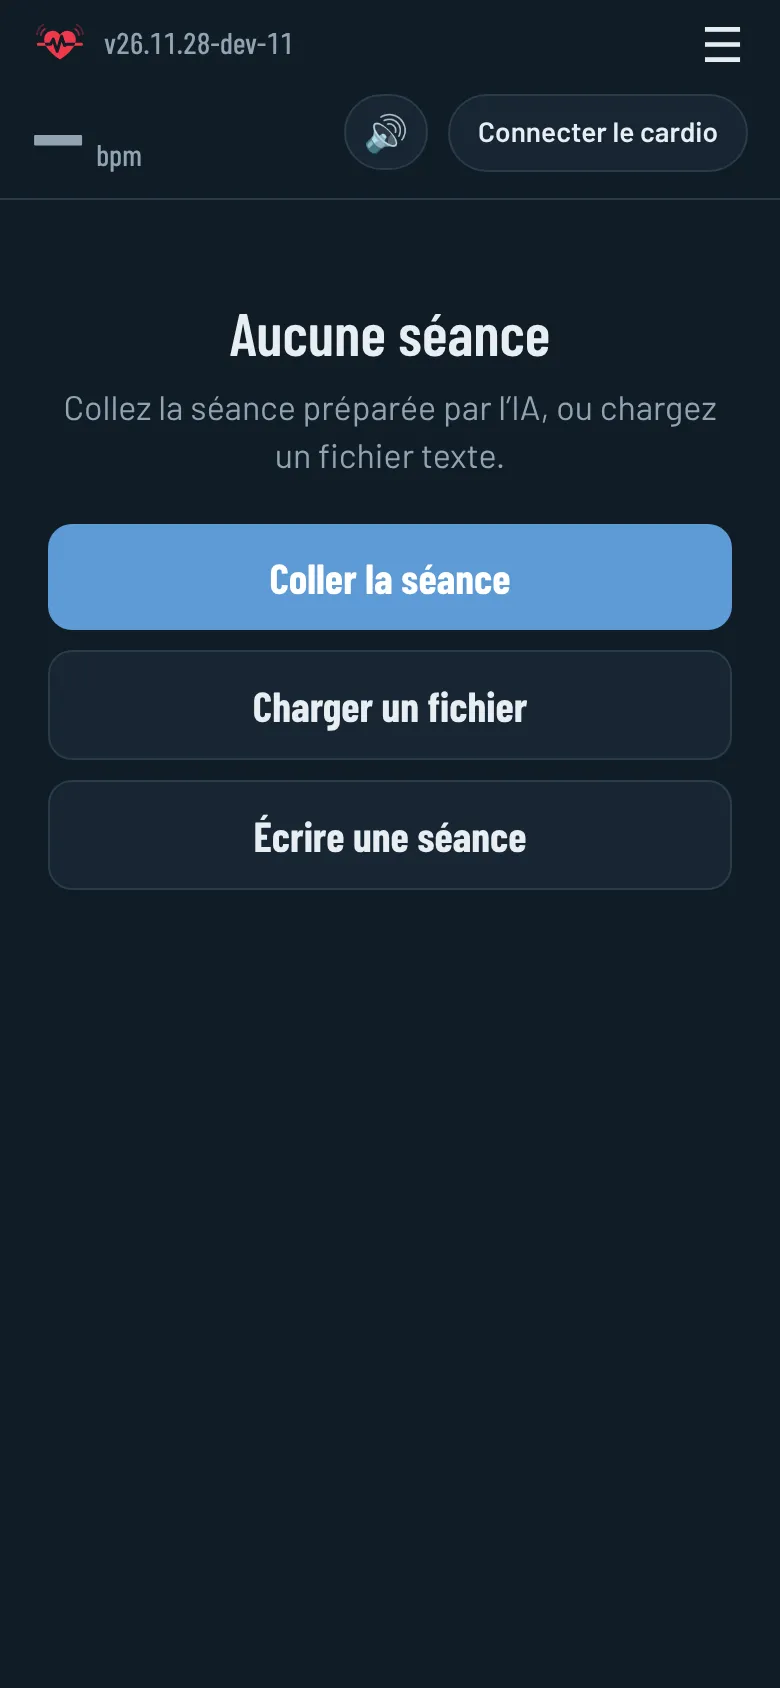 v26.11.28-dev-11
— bpm
Connecter le cardio
Aucune séance
Collez la séance préparée par l’IA, ou chargez
un fichier texte.
Coller la séance
Charger un fichier
Écrire une séance